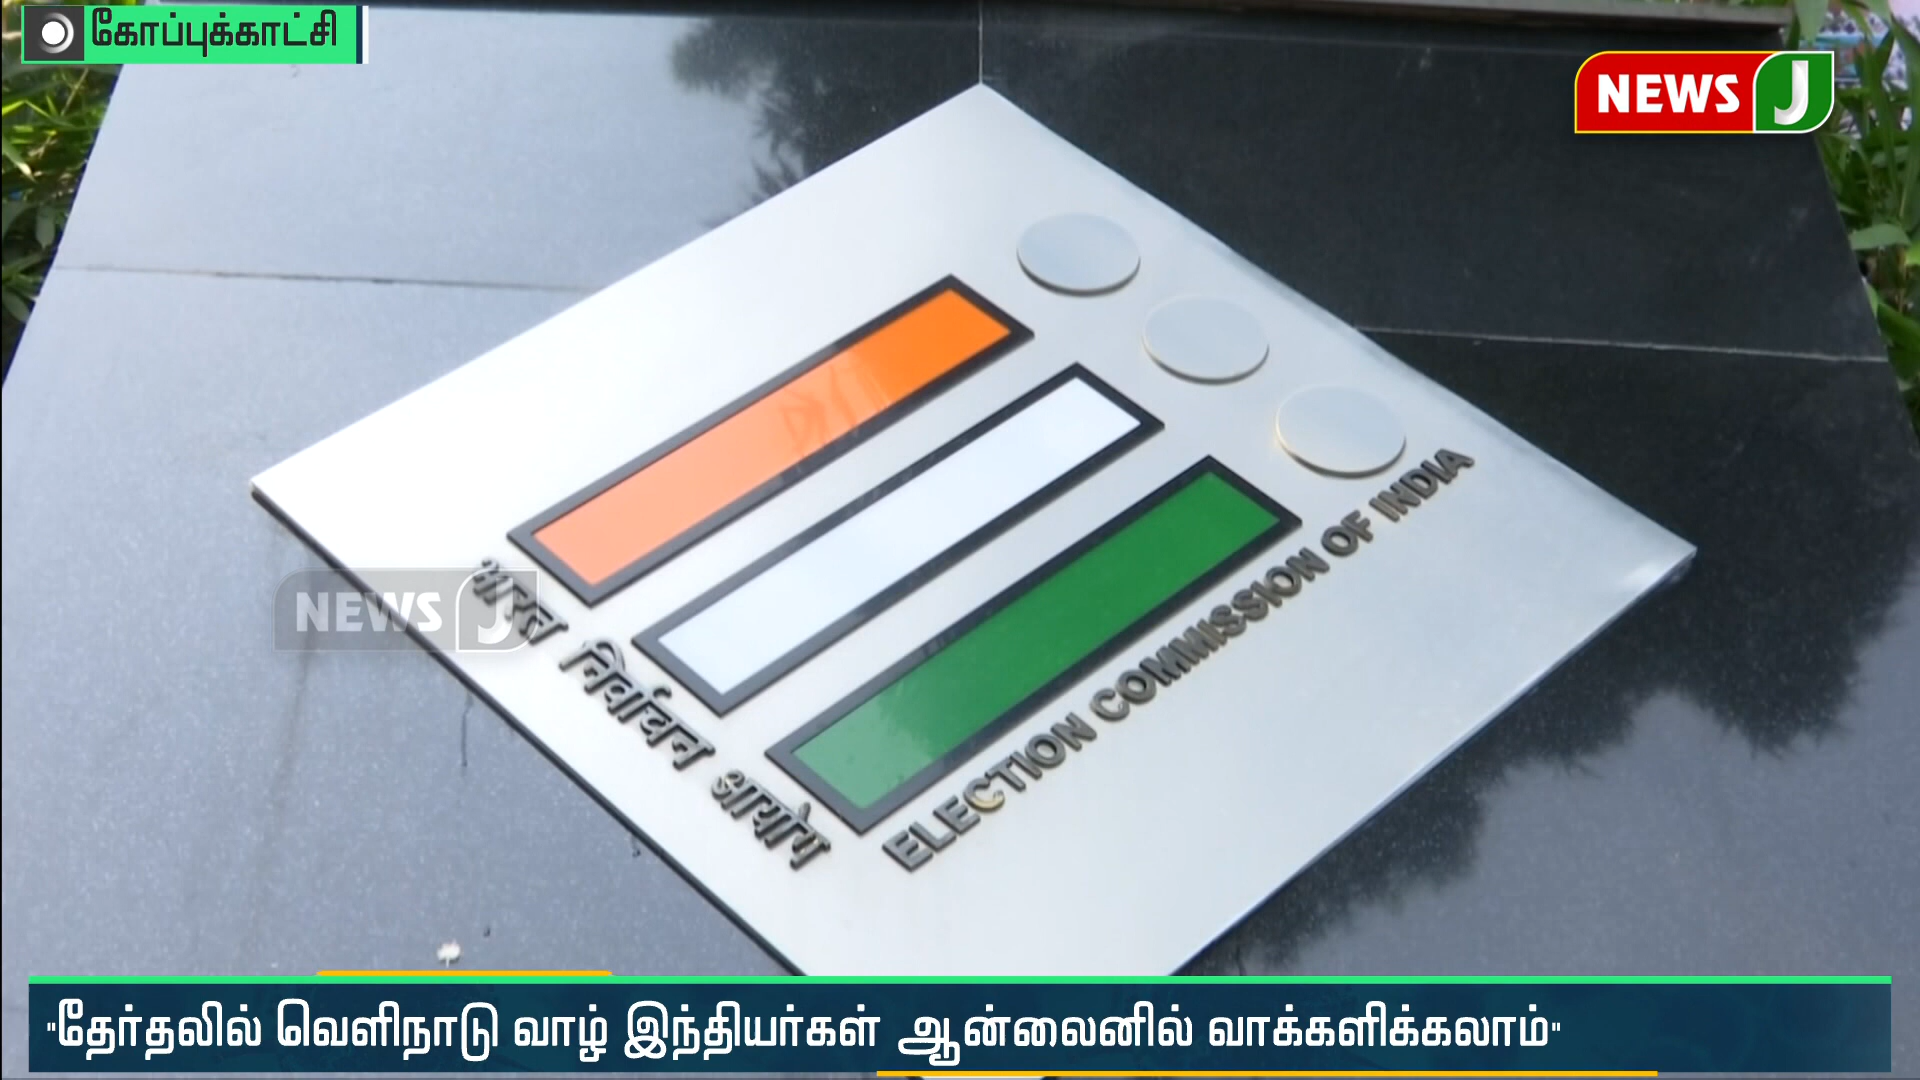 கோப்புக்காட்சி
NEWS J
NEWS J
भारत निर्वाचन आयोग
ELECTION COMMISSION OF INDIA
"தேர்தலில் வெளிநாடு வாழ் இந்தியர்கள் ஆன்லைனில் வாக்களிக்கலாம்"